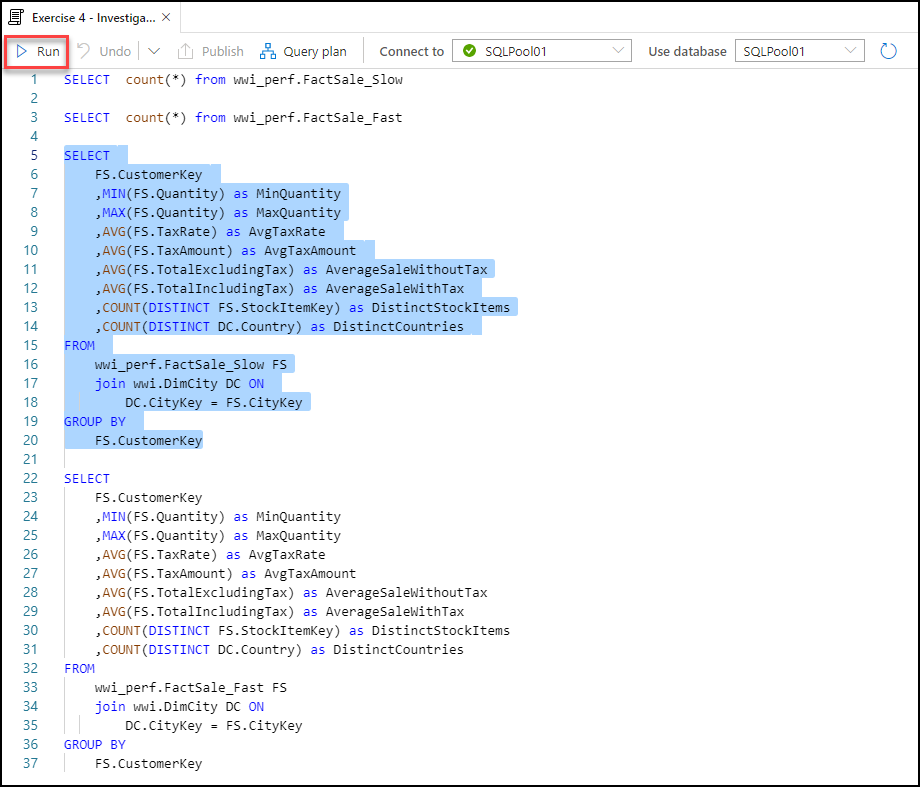 Exercise 4 - Investiga...
Run Undo Publish Query plan Connect to SQLPool01 Use database SQLPool01
1 SELECT  count(*) from wwi_perf.FactSale_Slow
2
3 SELECT  count(*) from wwi_perf.FactSale_Fast
4
5 SELECT
6     FS.CustomerKey
7     ,MIN(FS.Quantity) as MinQuantity
8     ,MAX(FS.Quantity) as MaxQuantity
9     ,AVG(FS.TaxRate) as AvgTaxRate
10     ,AVG(FS.TaxAmount) as AvgTaxAmount
11     ,AVG(FS.TotalExcludingTax) as AverageSaleWithoutTax
12     ,AVG(FS.TotalIncludingTax) as AverageSaleWithTax
13     ,COUNT(DISTINCT FS.StockItemKey) as DistinctStockItems
14     ,COUNT(DISTINCT DC.Country) as DistinctCountries
15 FROM
16     wwi_perf.FactSale_Slow FS
17     join wwi.DimCity DC ON
18         DC.CityKey = FS.CityKey
19 GROUP BY
20     FS.CustomerKey
21
22 SELECT
23     FS.CustomerKey
24     ,MIN(FS.Quantity) as MinQuantity
25     ,MAX(FS.Quantity) as MaxQuantity
26     ,AVG(FS.TaxRate) as AvgTaxRate
27     ,AVG(FS.TaxAmount) as AvgTaxAmount
28     ,AVG(FS.TotalExcludingTax) as AverageSaleWithoutTax
29     ,AVG(FS.TotalIncludingTax) as AverageSaleWithTax
30     ,COUNT(DISTINCT FS.StockItemKey) as DistinctStockItems
31     ,COUNT(DISTINCT DC.Country) as DistinctCountries
32 FROM
33     wwi_perf.FactSale_Fast FS
34     join wwi.DimCity DC ON
35         DC.CityKey = FS.CityKey
36 GROUP BY
37     FS.CustomerKey